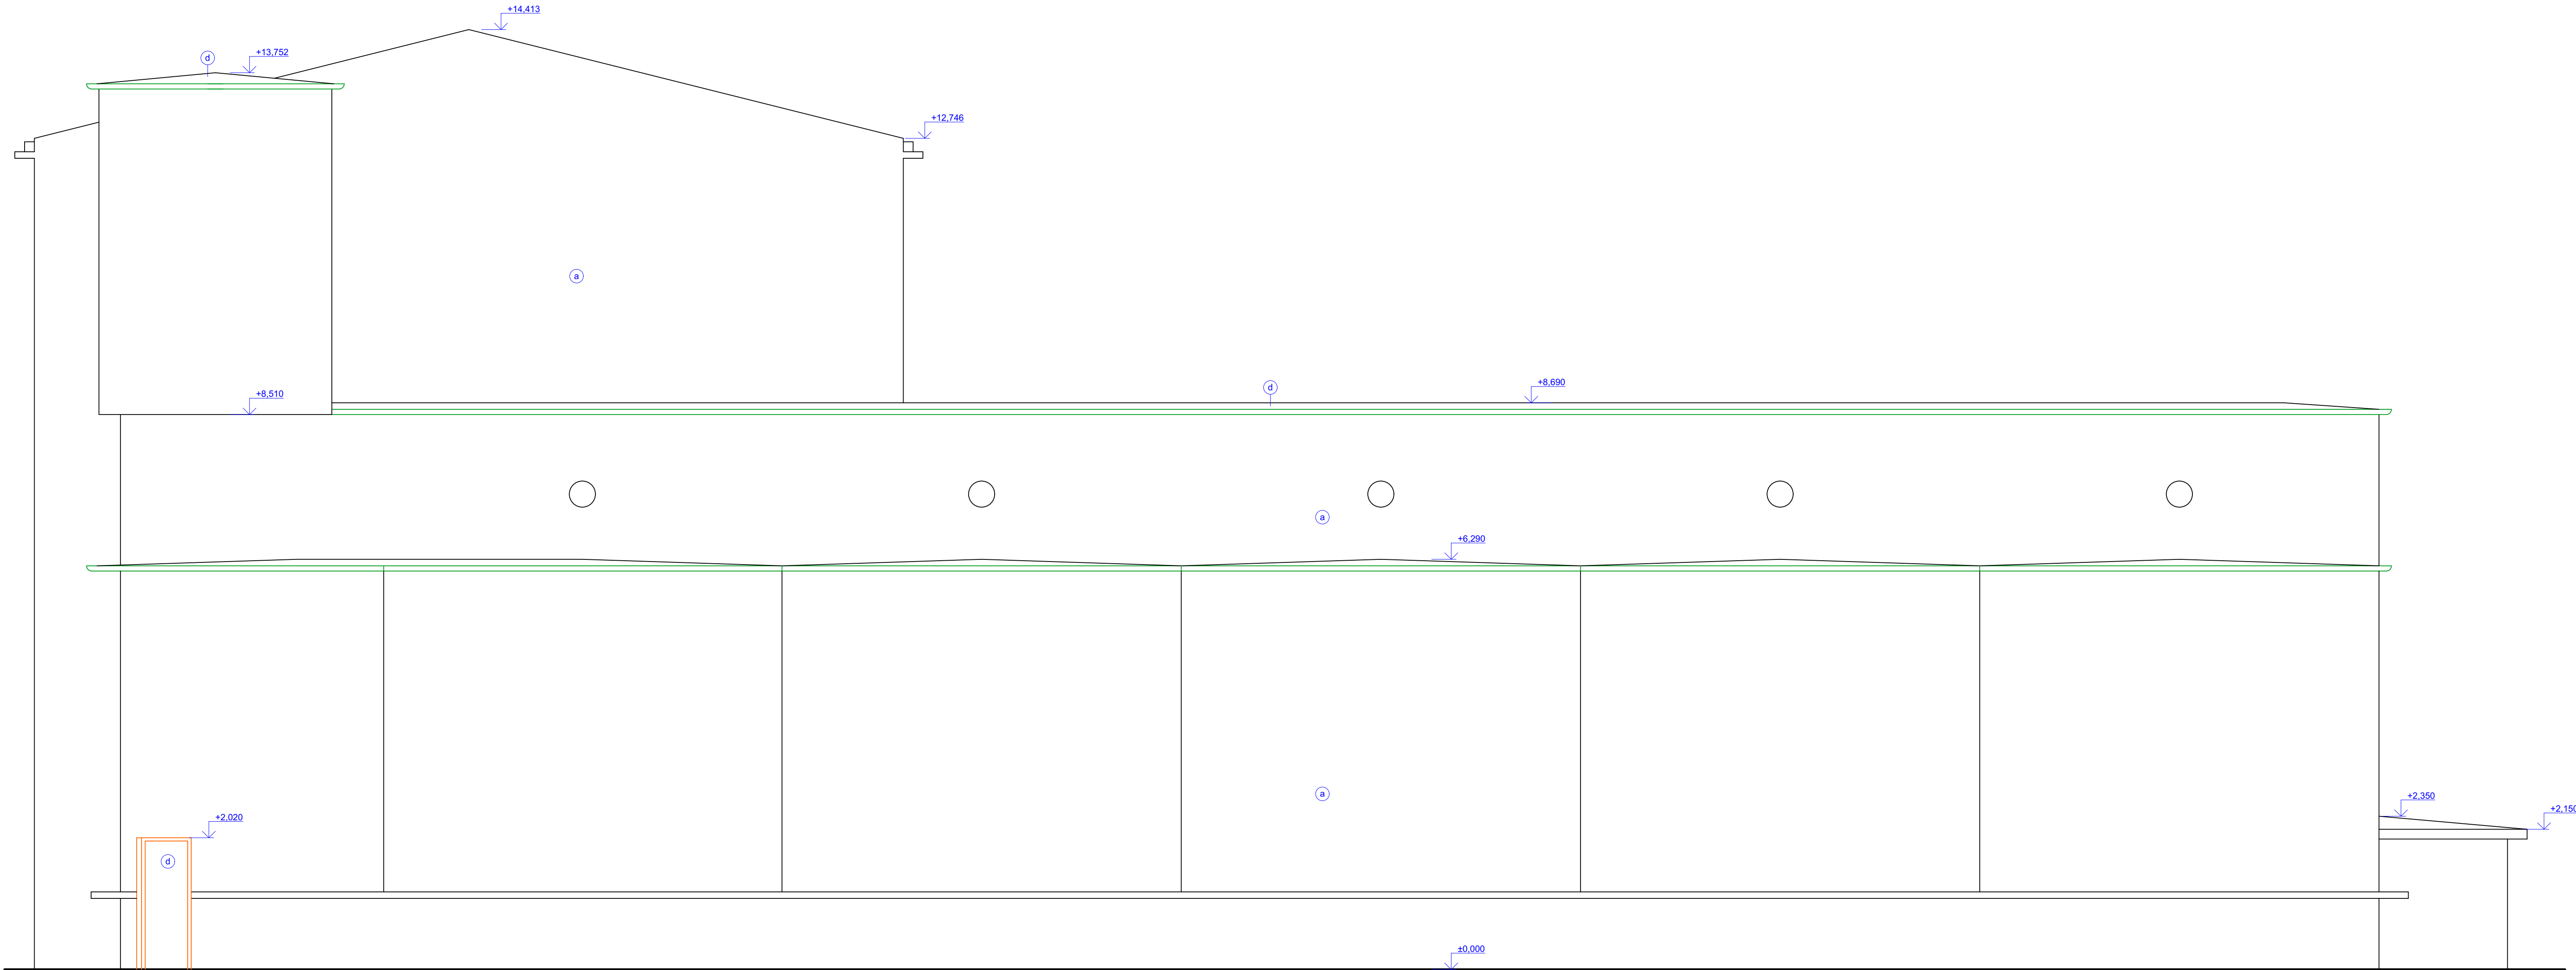 +14,413
+13,752
d
+12,746
a
+8,510
d
+8,690
a
+6,290
a
+2,350
+2,150
+2,020
d
±0,000